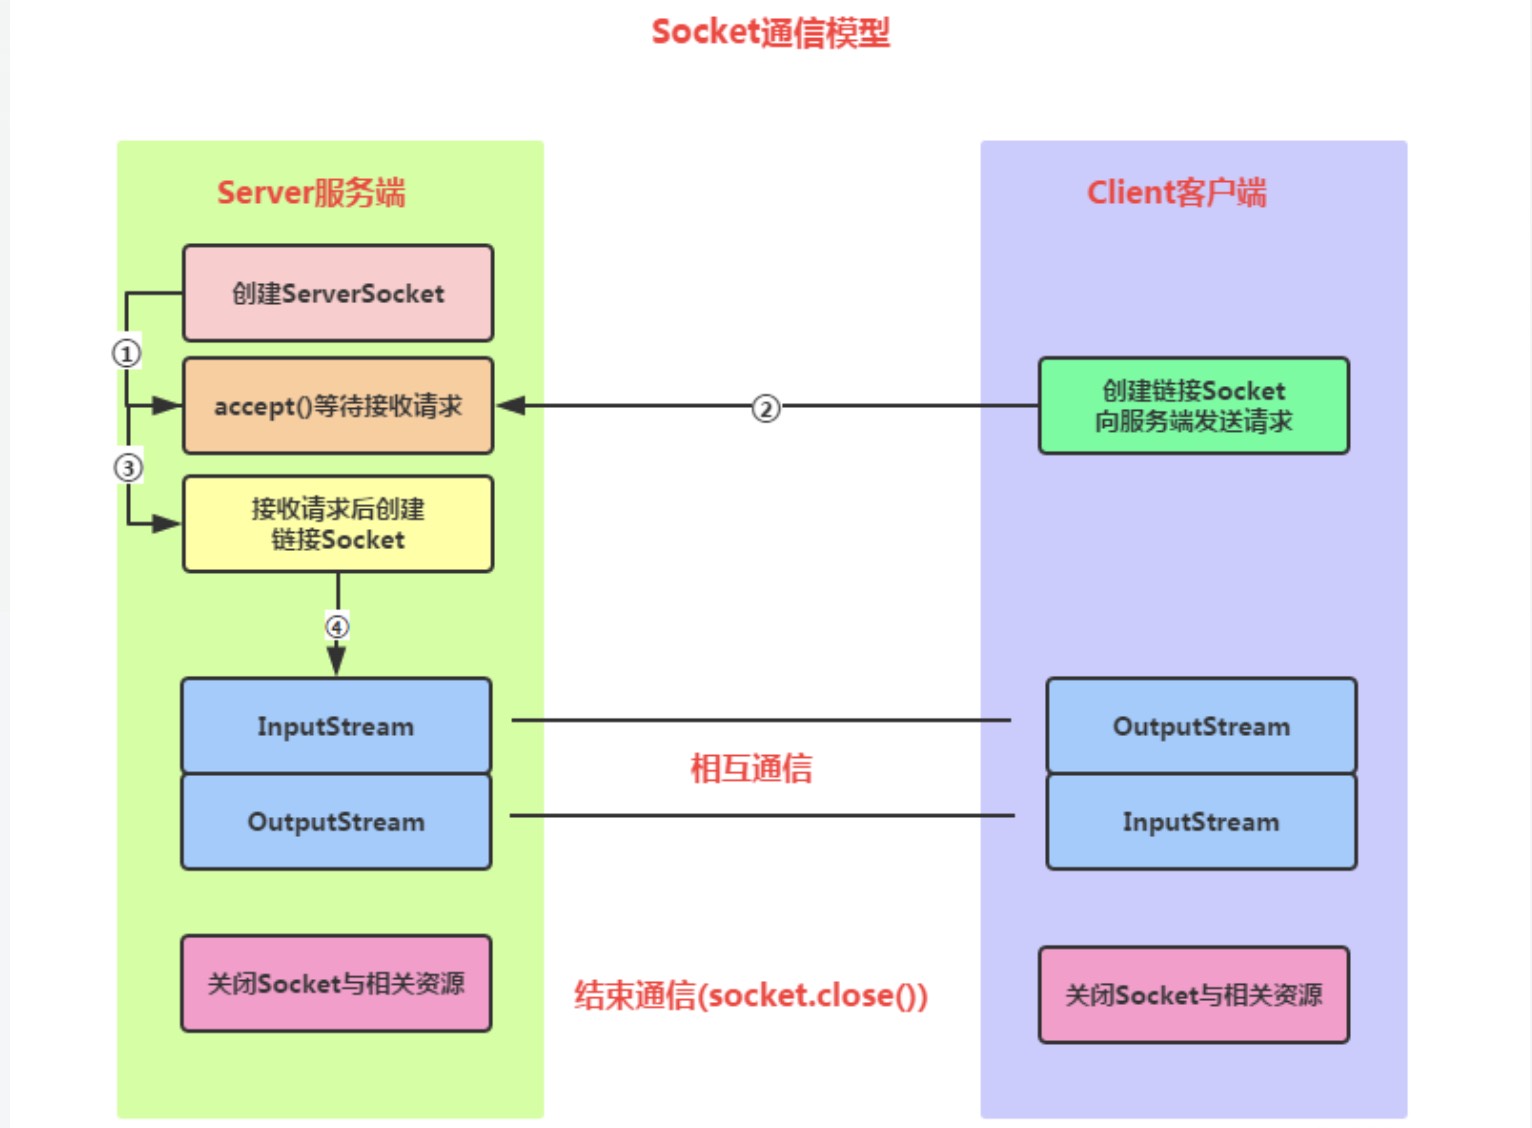 Socket通信模型
Server服务端
Client客户端
创建ServerSocket
①
accept()等待接收请求
②
创建链接Socket
向服务端发送请求
③
接收请求后创建
链接Socket
④
InputStream
OutputStream
相互通信
OutputStream
InputStream
关闭Socket与相关资源
结束通信(socket.close())
关闭Socket与相关资源